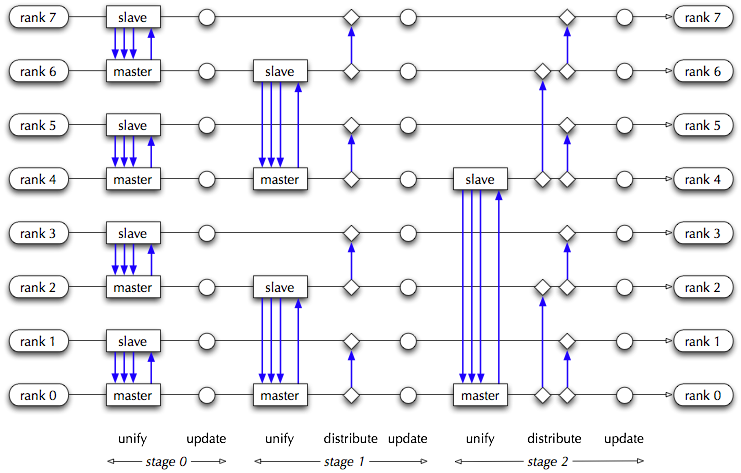 rank 7 slave rank 7
rank 6 master slave rank 6
rank 5 slave rank 5
rank 4 master master slave rank 4
rank 3 slave rank 3
rank 2 master slave rank 2
rank 1 slave rank 1
rank 0 master master master rank 0
unify update unify distribute update unify distribute update
stage 0 stage 1 stage 2